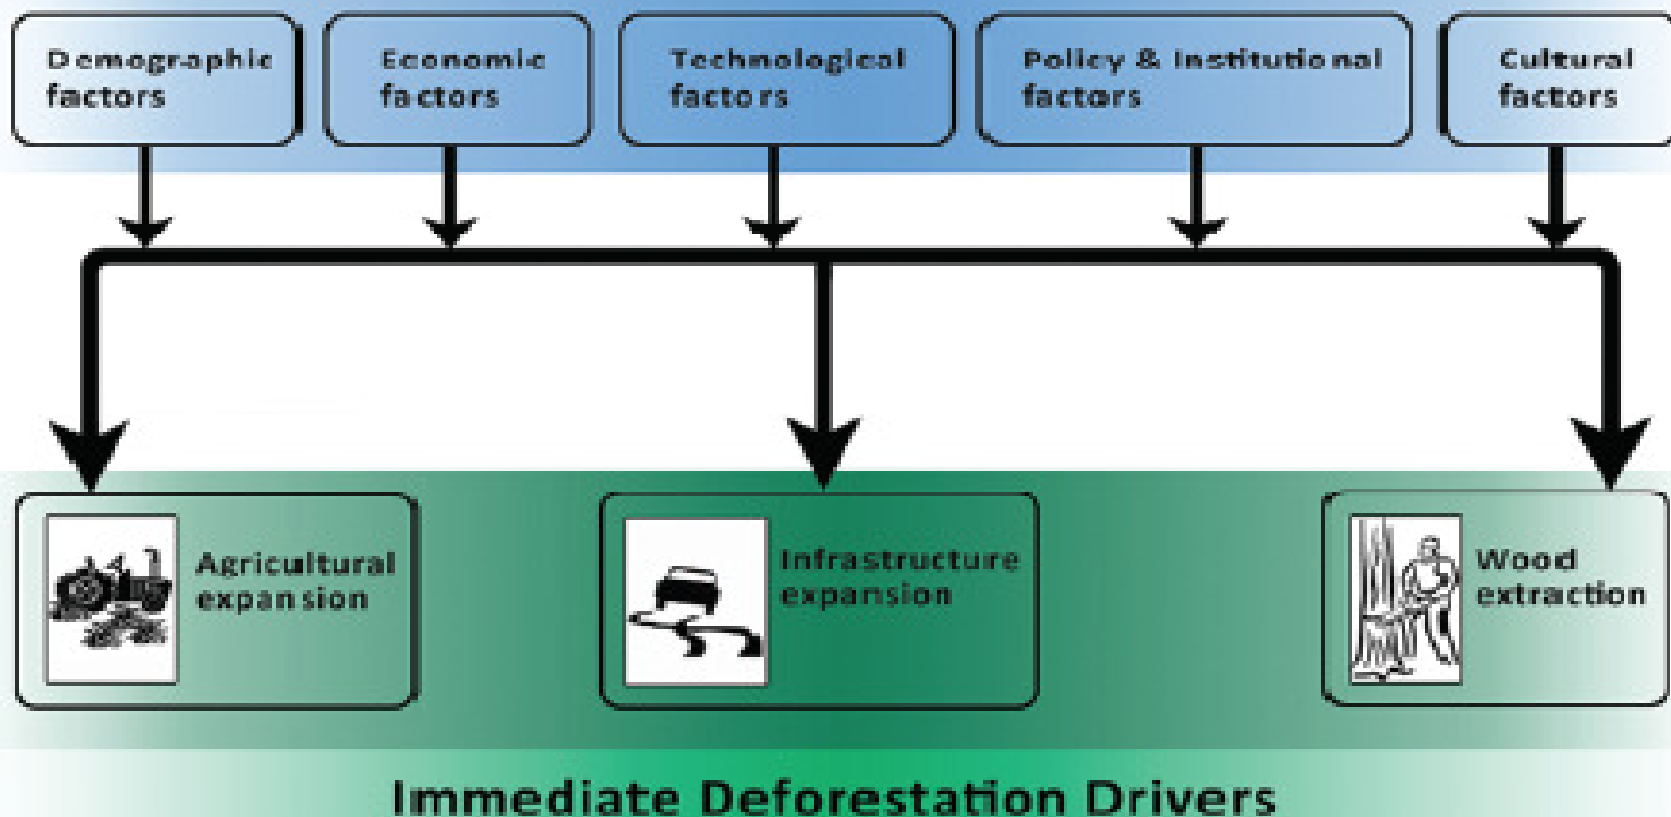 Demographic
factors
Economic
factors
Technological
factors
Policy & Institutional
factors
Cultural
factors
Agricultural
expansion
Infrastructure
expansion
Wood
extraction
Immediate Deforestation Drivers